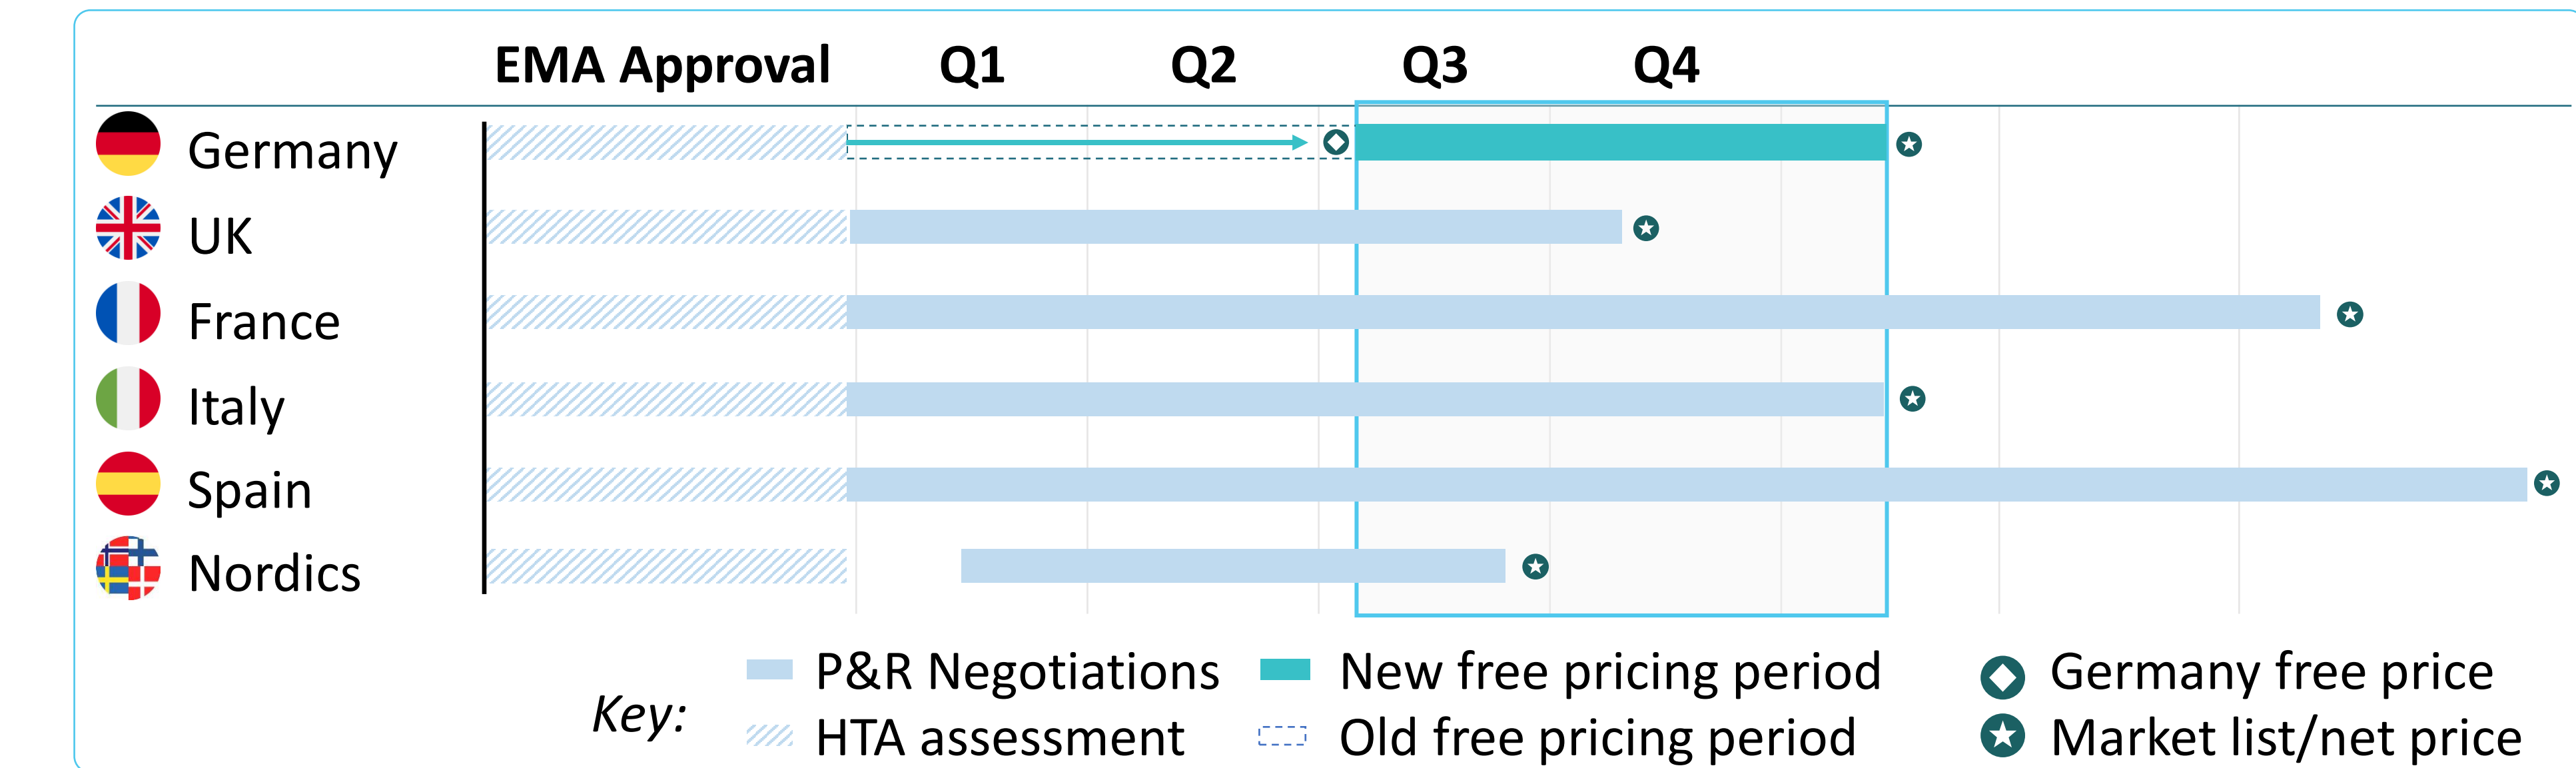 EMA Approval Q1 Q2 Q3 Q4
Germany
UK
France
Italy
Spain
Nordics
Key:
P&R Negotiations
New free pricing period
Germany free price
HTA assessment
Old free pricing period
Market list/net price